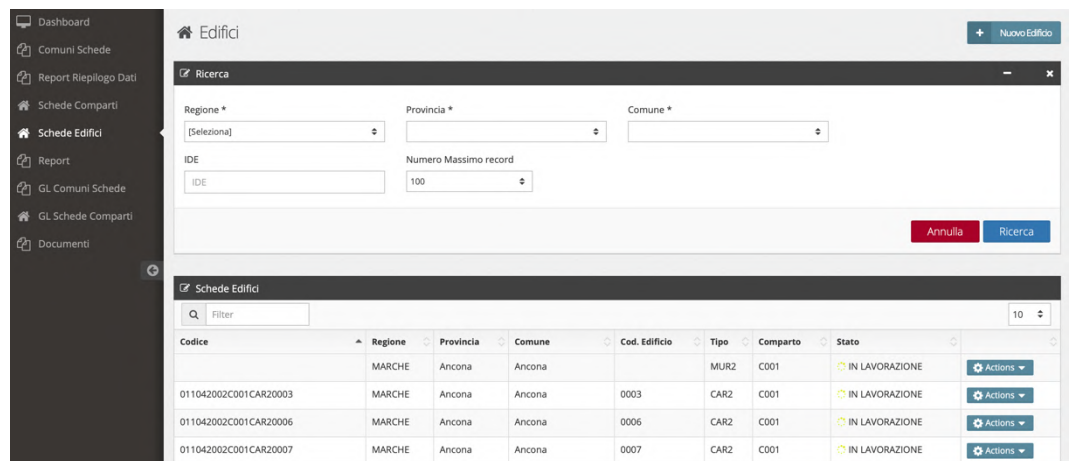 Dashboard
Comuni Schede
Report Riepilogo Dati
Schede Comparti
Schede Edifici
Report
GL Comuni Schede
GL Schede Comparti
Documenti
Edifici
+ Nuovo Edificio
Ricerca
Regione * Provincia * Comune *
[Seleziona]
IDE Numero Massimo record
IDE 100
Annulla Ricerca
Schede Edifici
Filter 10
Codice Regione Provincia Comune Cod. Edificio Tipo Comparto Stato
MARCHE Ancona Ancona MUR2 C001 IN LAVORAZIONE Actions
011042002C001CAR20003 MARCHE Ancona Ancona 0003 CAR2 C001 IN LAVORAZIONE Actions
011042002C001CAR20006 MARCHE Ancona Ancona 0006 CAR2 C001 IN LAVORAZIONE Actions
011042002C001CAR20007 MARCHE Ancona Ancona 0007 CAR2 C001 IN LAVORAZIONE Actions